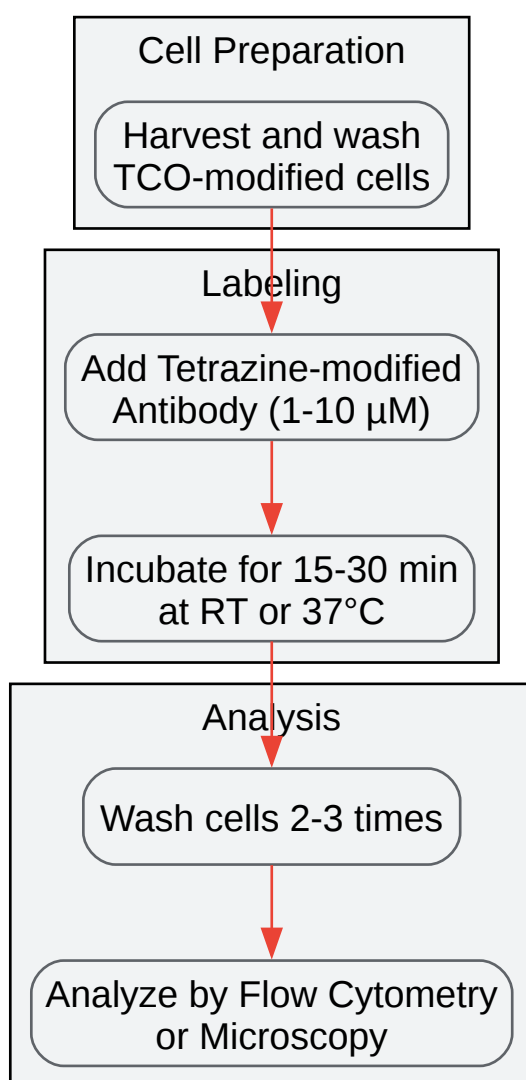 Cell Preparation
Harvest and wash
TCO-modified cells
Labeling
Add Tetrazine-modified
Antibody (1-10 µM)
Incubate for 15-30 min
at RT or 37°C
Analysis
Wash cells 2-3 times
Analyze by Flow Cytometry
or Microscopy